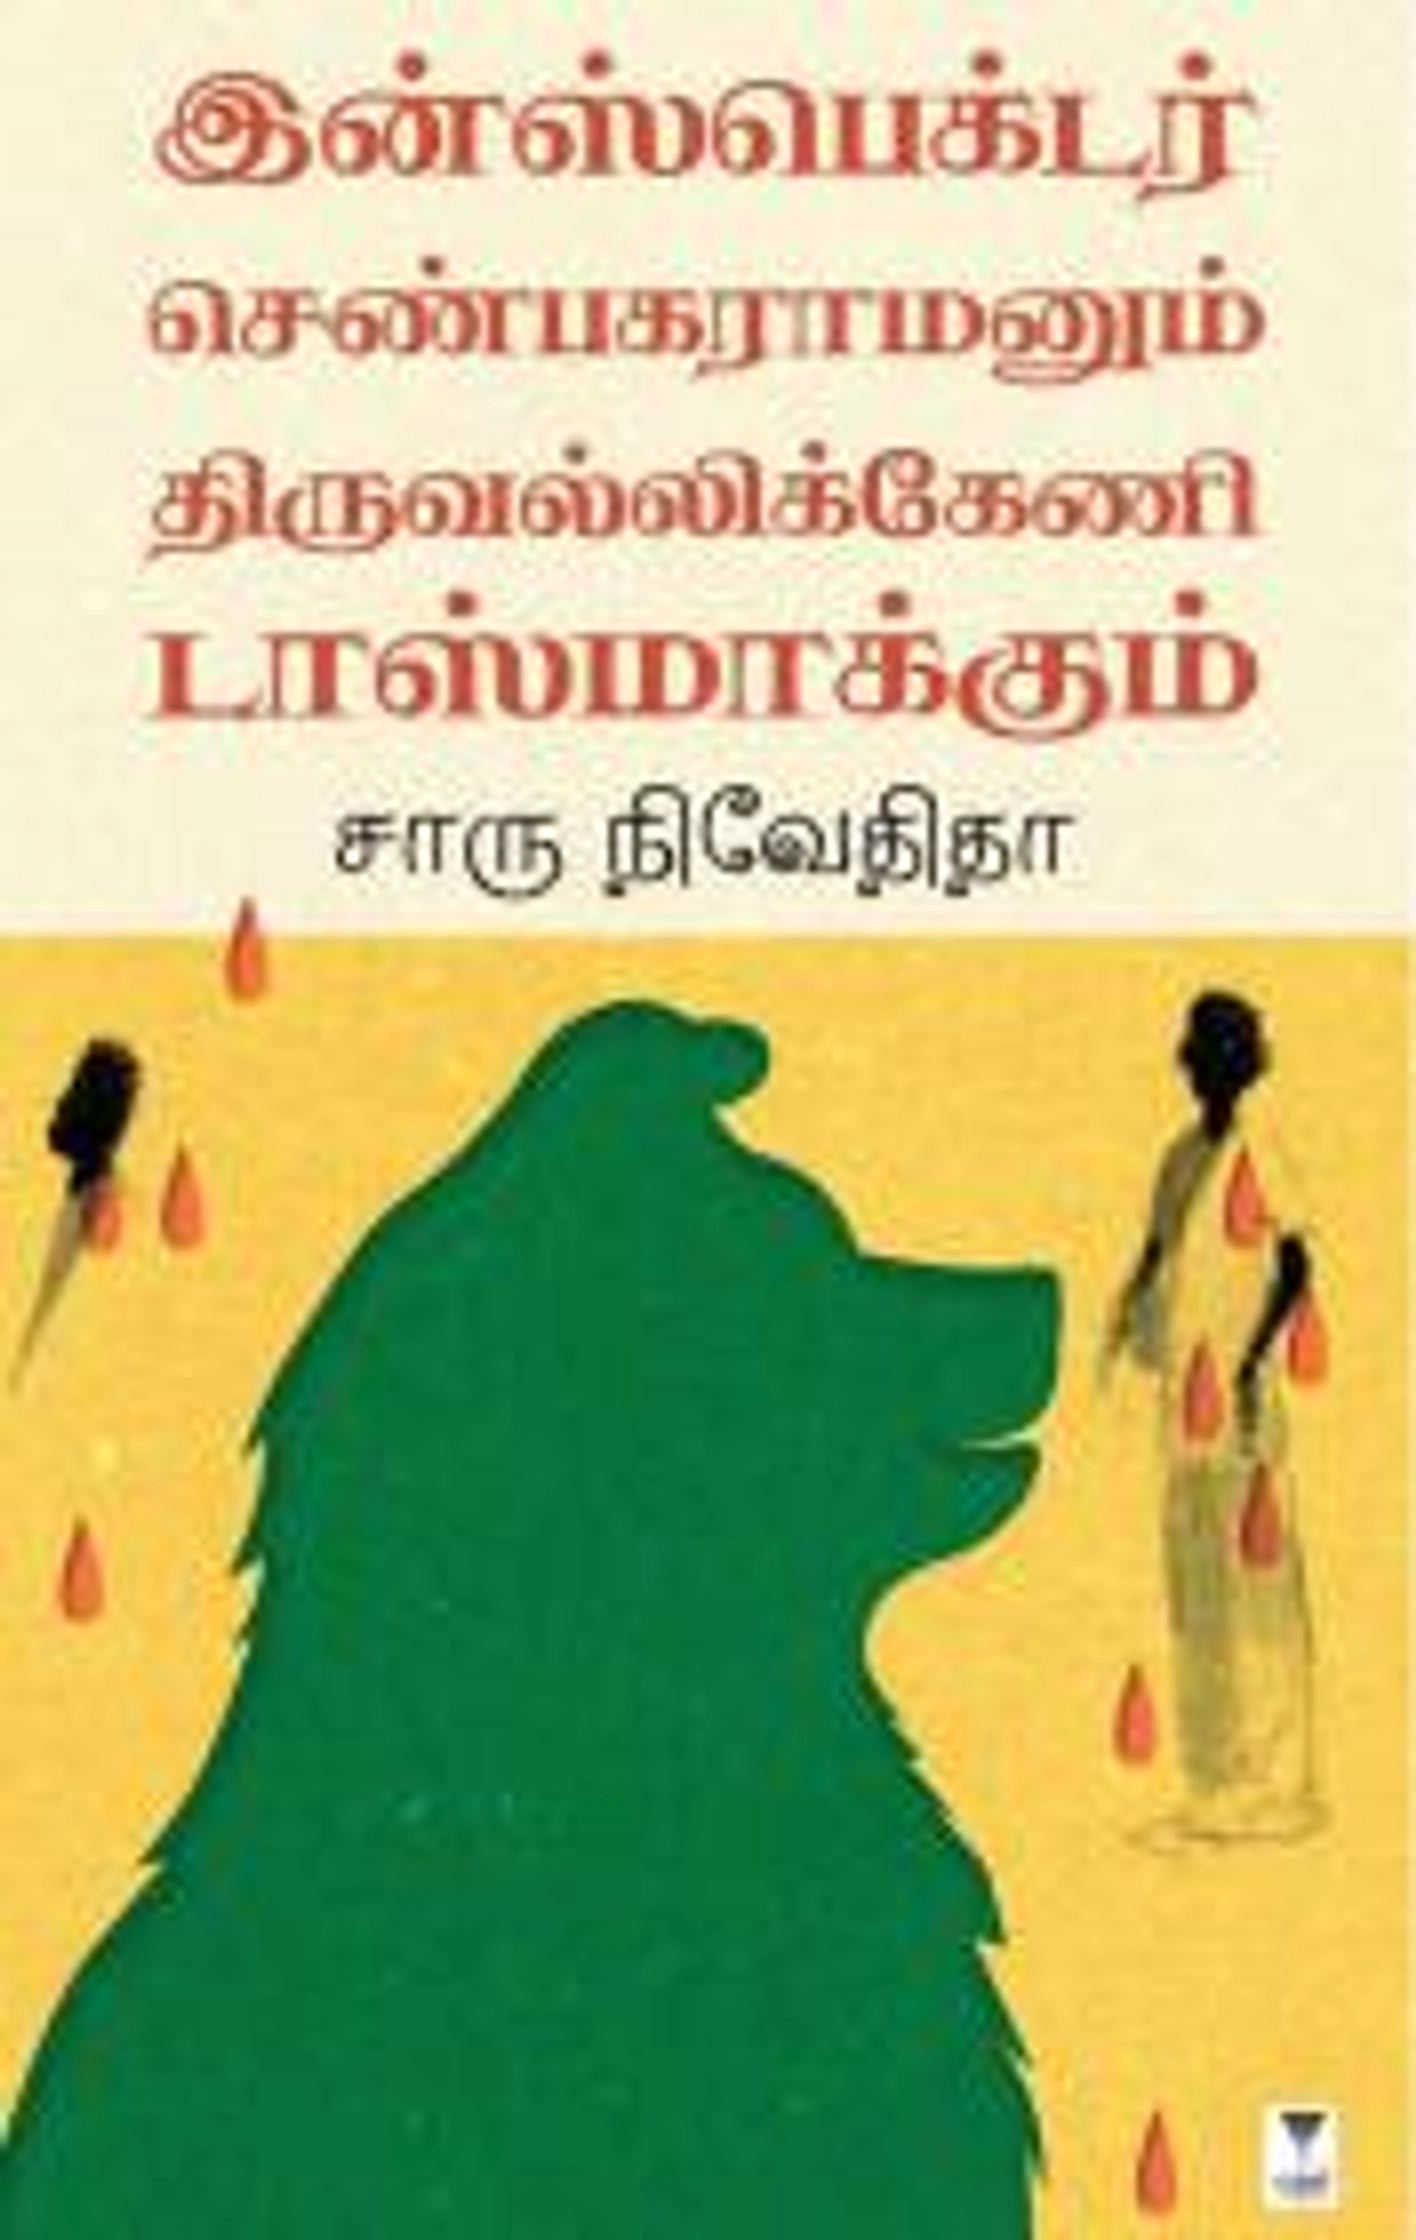 இன்ஸ்பெக்டர்
செண்பகராமனும்
திருவல்லிக்கேணி
டாஸ்மாக்கும்
சாரு நிவேதிதா